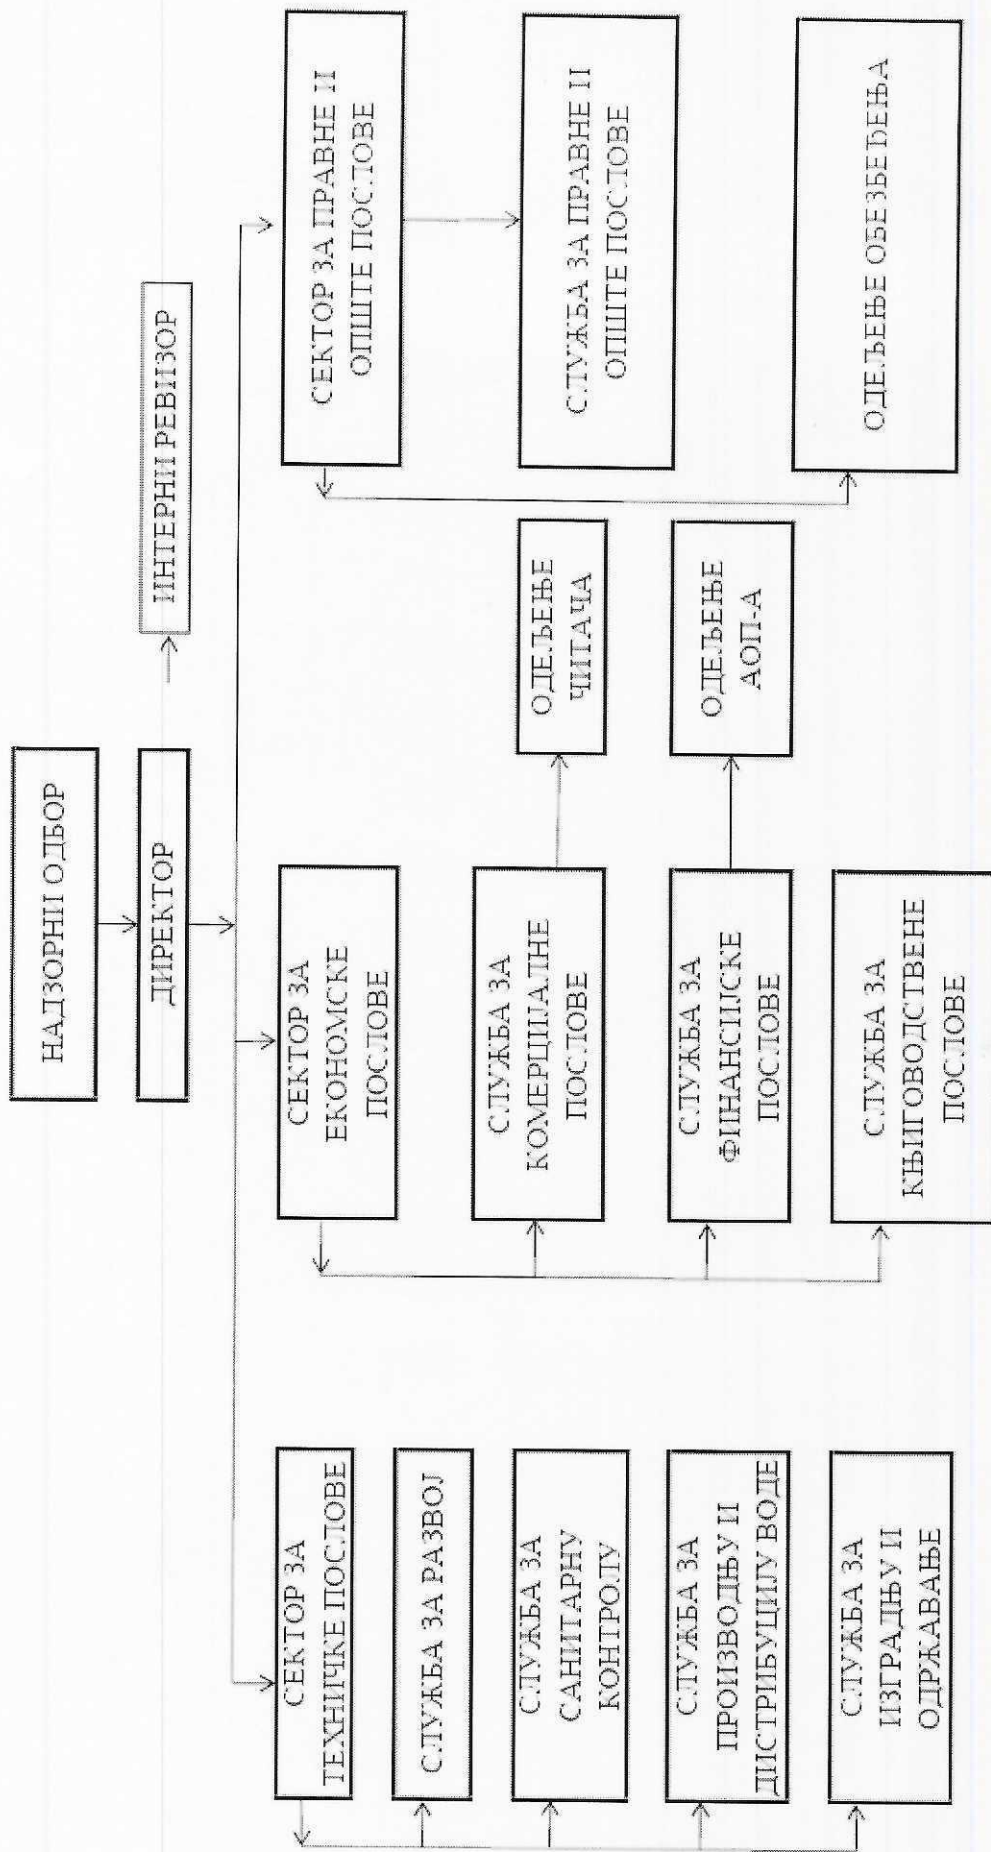 НАДЗОРНИ ОДБОР
ДИРЕКТОР
ИНТЕРНИ РЕВИЗОР
СЕКТОР ЗА
ТЕХНИЧКЕ ПОСЛОВЕ
СЛУЖБА ЗА РАЗВОЈ
СЛУЖБА ЗА
САНИТАРНУ
КОНТРОЛУ
СЛУЖБА ЗА
ПРОИЗВОДЊУ И
ДИСТРИБУЦИЈУ ВОДЕ
СЛУЖБА ЗА
ИЗГРАДЊУ И
ОДРЖАВАЊЕ
СЕКТОР ЗА
ЕКОНОМСКЕ
ПОСЛОВЕ
СЛУЖБА ЗА
КОМЕРЦИЈАЛНЕ
ПОСЛОВЕ
ОДЕЉЕЊЕ
ЧИТАЧА
СЛУЖБА ЗА
ФИНАНСИЈСКЕ
ПОСЛОВЕ
ОДЕЉЕЊЕ
АОП-А
СЛУЖБА ЗА
КЊИГОВОДСТВЕНЕ
ПОСЛОВЕ
СЕКТОР ЗА ПРАВНЕ И
ОПШТЕ ПОСЛОВЕ
СЛУЖБА ЗА ПРАВНЕ И
ОПШТЕ ПОСЛОВЕ
ОДЕЉЕЊЕ ОБЕЗБЕЂЕЊА